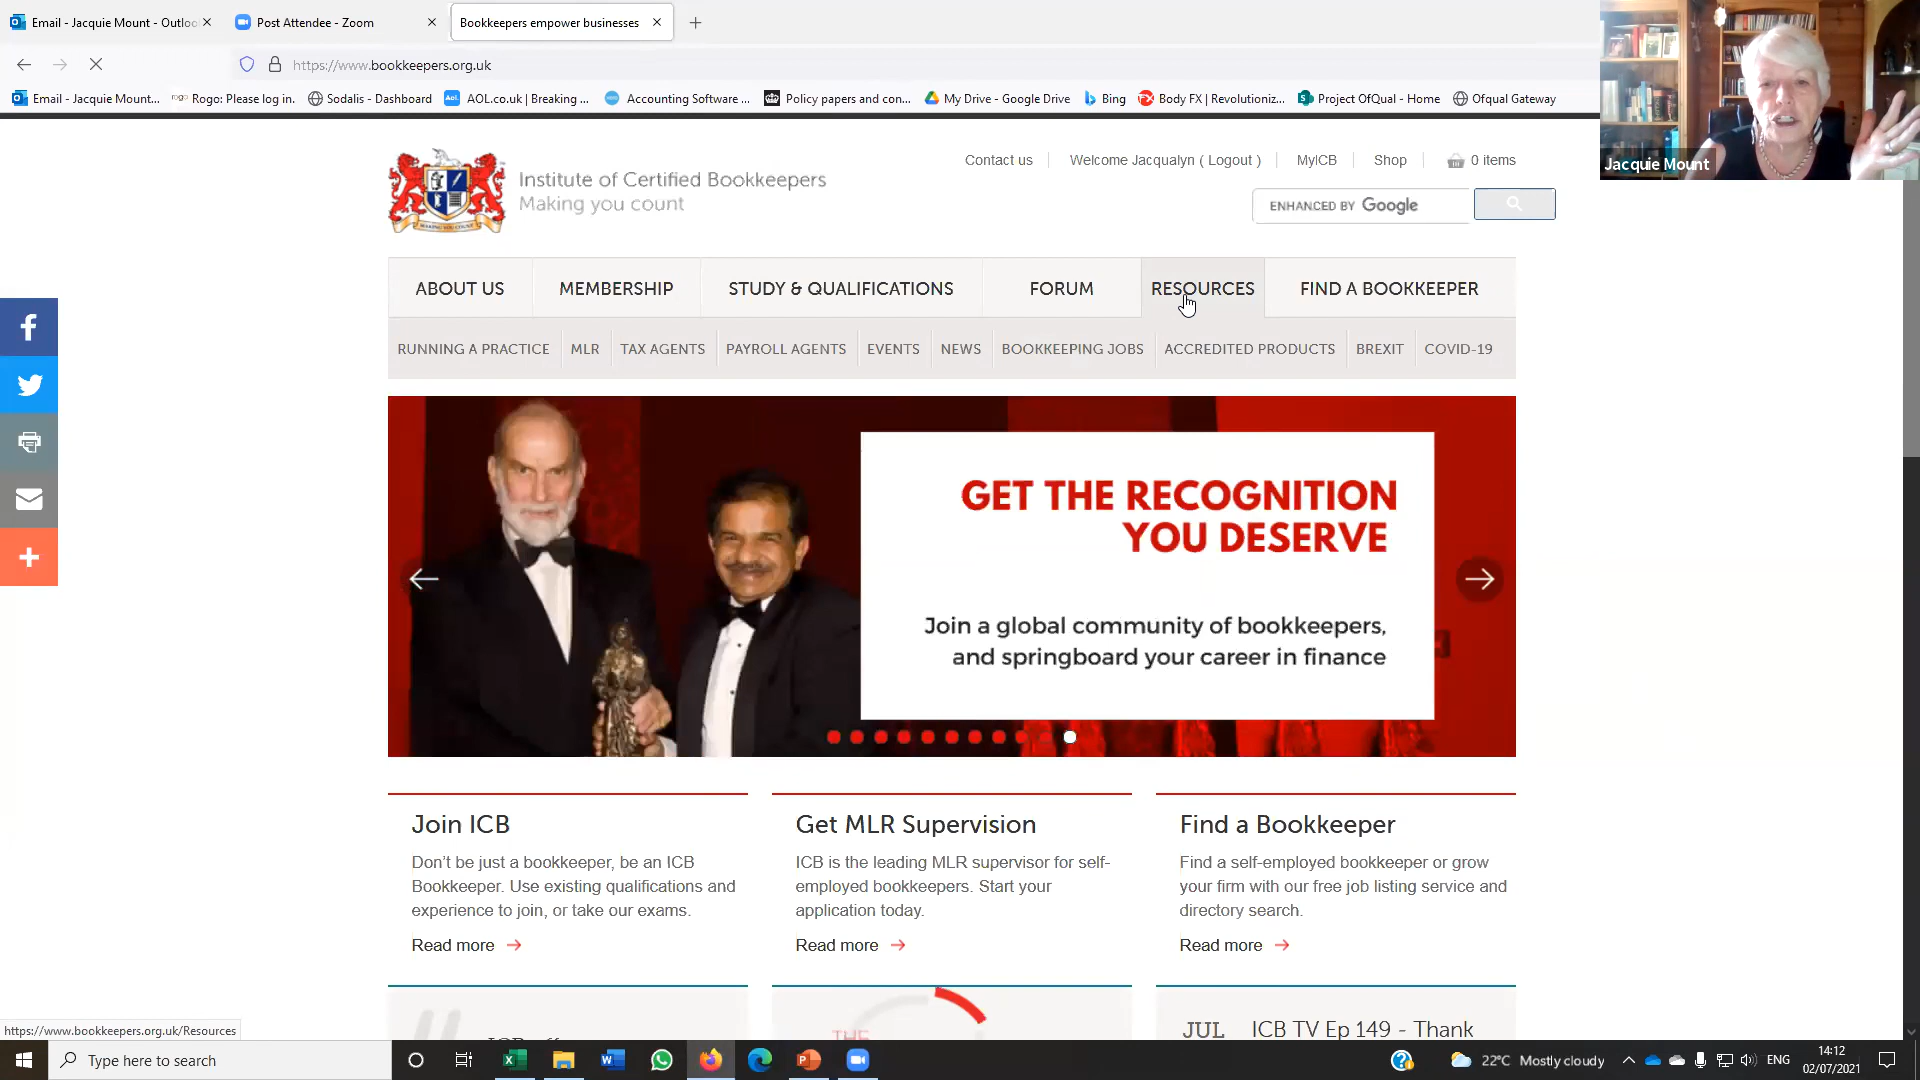 Email - Jacquie Mount - Outloo
Post Attendee - Zoom
Bookkeepers empower businesses
https://www.bookkeepers.org.uk
Email - Jacquie Mount...
Rogo: Please log in.
Sodalis - Dashboard
Aol.
AOL.co.uk | Breaking ...
Accounting Software ...
Policy papers and con...
My Drive - Google Drive
Bing
Body FX | Revolutioniz...
Project OfQual - Home
Ofqual Gateway
Jacquie Mount
Institute of Certified Bookkeepers
Making you count
Contact us
Welcome Jacqualyn ( Logout )
MyICB
Shop
0 items
ENHANCED BY Google
ABOUT US
MEMBERSHIP
STUDY & QUALIFICATIONS
FORUM
RESOURCES
FIND A BOOKKEEPER
RUNNING A PRACTICE
MLR
TAX AGENTS
PAYROLL AGENTS
EVENTS
NEWS
BOOKKEEPING JOBS
ACCREDITED PRODUCTS
BREXIT
COVID-19
GET THE RECOGNITION
YOU DESERVE
Join a global community of bookkeepers,
and springboard your career in finance
Join ICB
Don't be just a bookkeeper, be an ICB
Bookkeeper. Use existing qualifications and
experience to join, or take our exams.
Read more
Get MLR Supervision
ICB is the leading MLR supervisor for self-
employed bookkeepers. Start your
application today.
Read more
Find a Bookkeeper
Find a self-employed bookkeeper or grow
your firm with our free job listing service and
directory search.
Read more
THE
JUL
ICB TV Ep 149 - Thank
https://www.bookkeepers.org.uk/Resources
Type here to search
22°C Mostly cloudy
ENG
14:12
02/07/2021